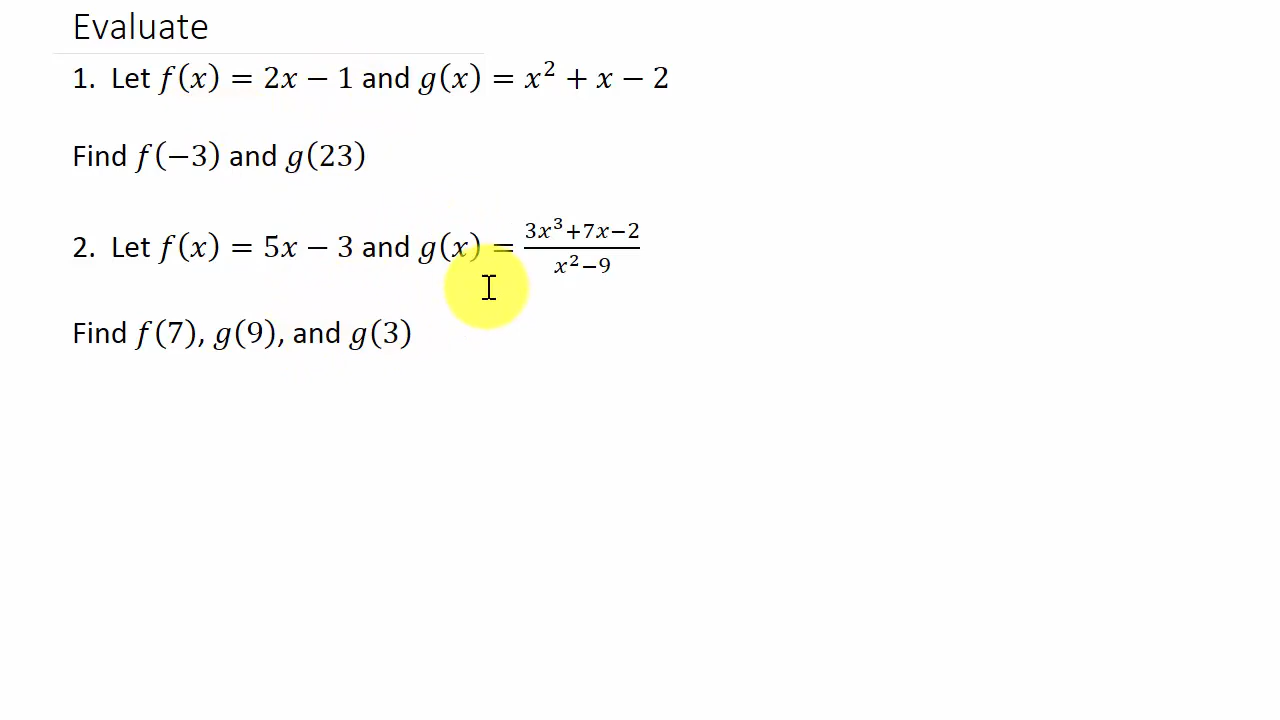 Evaluate
1. Let f(x) = 2x − 1 and g(x) = x² + x − 2
Find f(−3) and g(23)
2. Let f(x) = 5x − 3 and g(x) = (3x³+7x−2)/(x²−9)
Find f(7), g(9), and g(3)